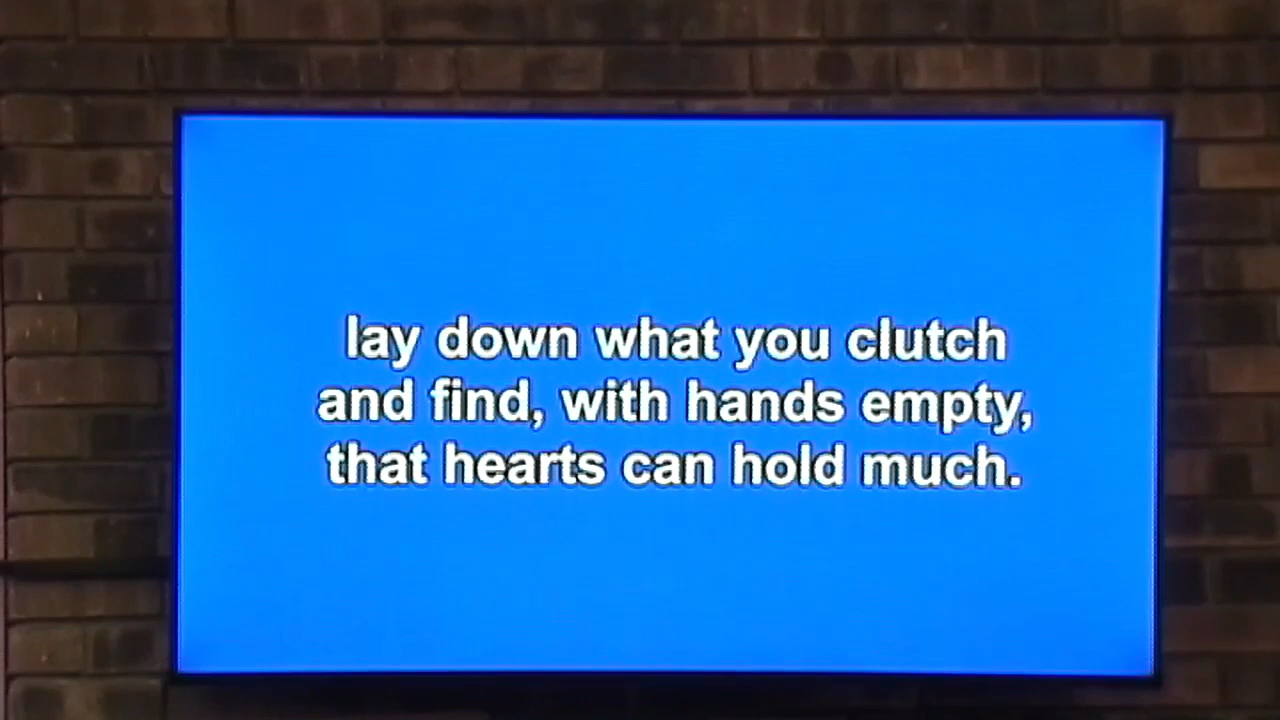 lay down what you clutch
and find, with hands empty,
that hearts can hold much.